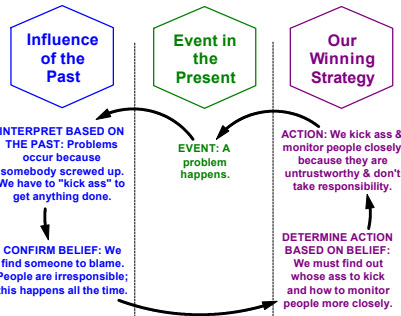 Influence
of the
Past
Event in
the
Present
Our
Winning
Strategy
INTERPRET BASED ON
THE PAST: Problems
occur because
somebody screwed up.
We have to "kick ass" to
get anything done.
EVENT: A
problem
happens.
ACTION: We kick ass &
monitor people closely
because they are
untrustworthy & don't
take responsibility.
CONFIRM BELIEF: We
find someone to blame.
People are irresponsible;
this happens all the time.
DETERMINE ACTION
BASED ON BELIEF:
We must find out
whose ass to kick
and how to monitor
people more closely.